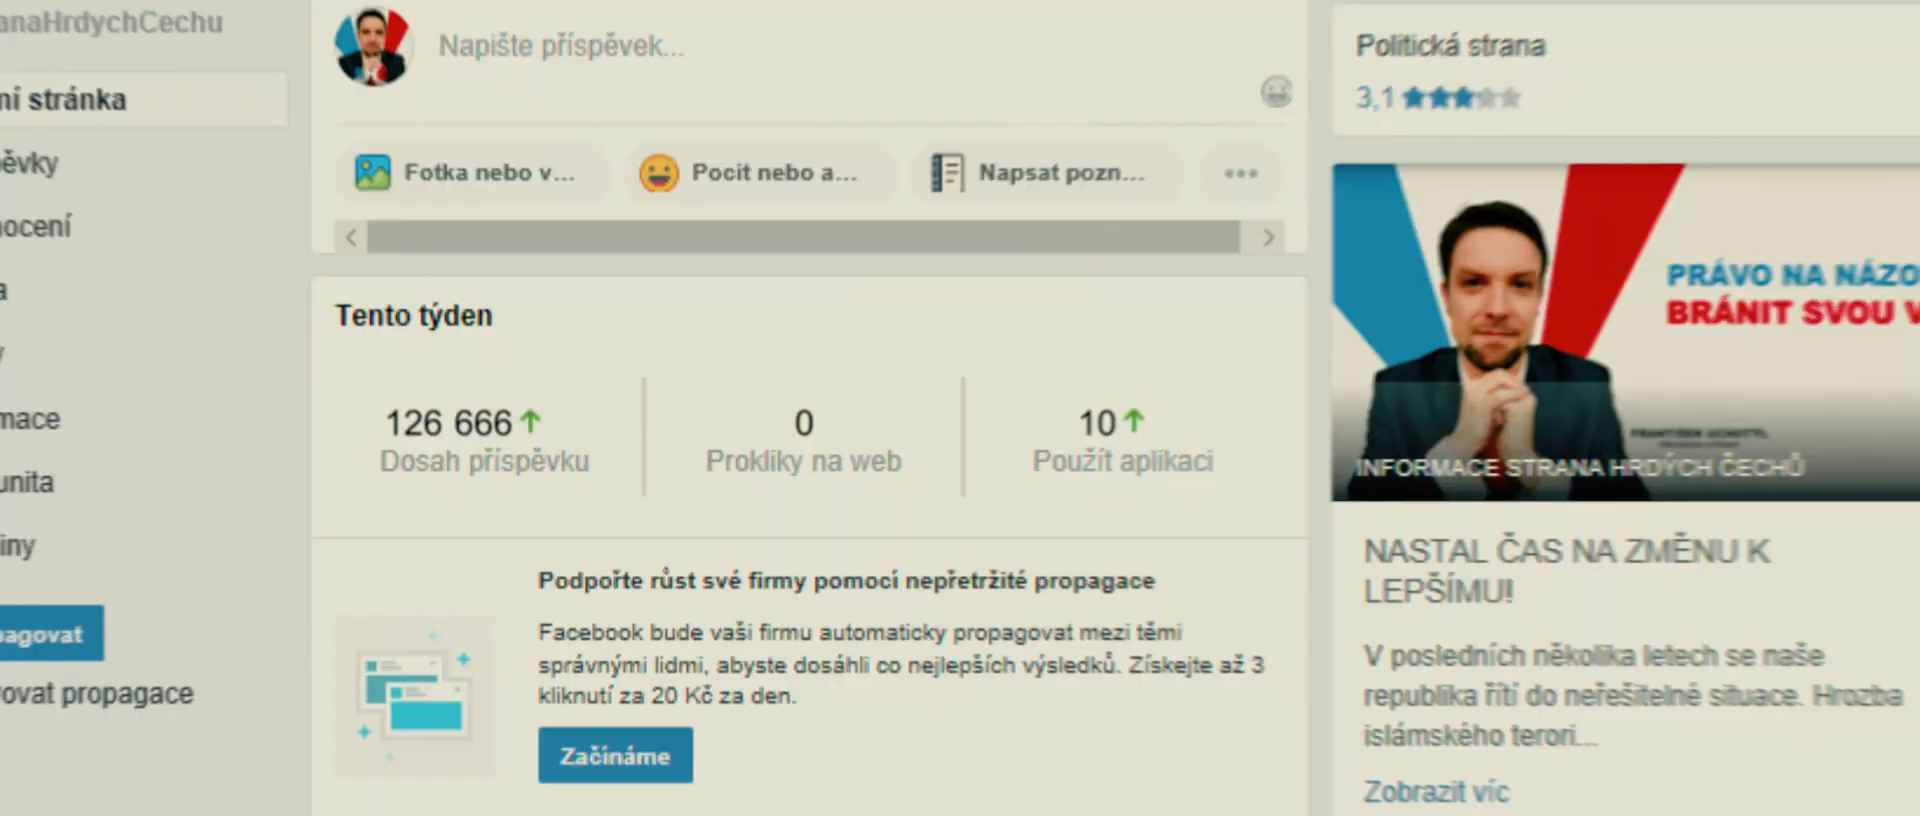 anaHrdychCechu
ní stránka
ěvky
ocení
a
mace
unita
iny
pagovat
ovat propagace
Napište příspěvek...
Fotka nebo v...
Pocit nebo a...
Napsat pozn...
Tento týden
126 666
Dosah příspěvku
0
Prokliky na web
10
Použít aplikaci
Podpořte růst své firmy pomocí nepřetržité propagace
Facebook bude vaši firmu automaticky propagovat mezi těmi
správnými lidmi, abyste dosáhli co nejlepších výsledků. Získejte až 3
kliknutí za 20 Kč za den.
Začínáme
Politická strana
3,1
PRÁVO NA NÁZO
BRÁNIT SVOU V
INFORMACE STRANA HRDÝCH ČECHŮ
NASTAL ČAS NA ZMĚNU K
LEPŠÍMU!
V posledních několika letech se naše
republika řítí do neřešitelné situace. Hrozba
islámského terori...
Zobrazit víc